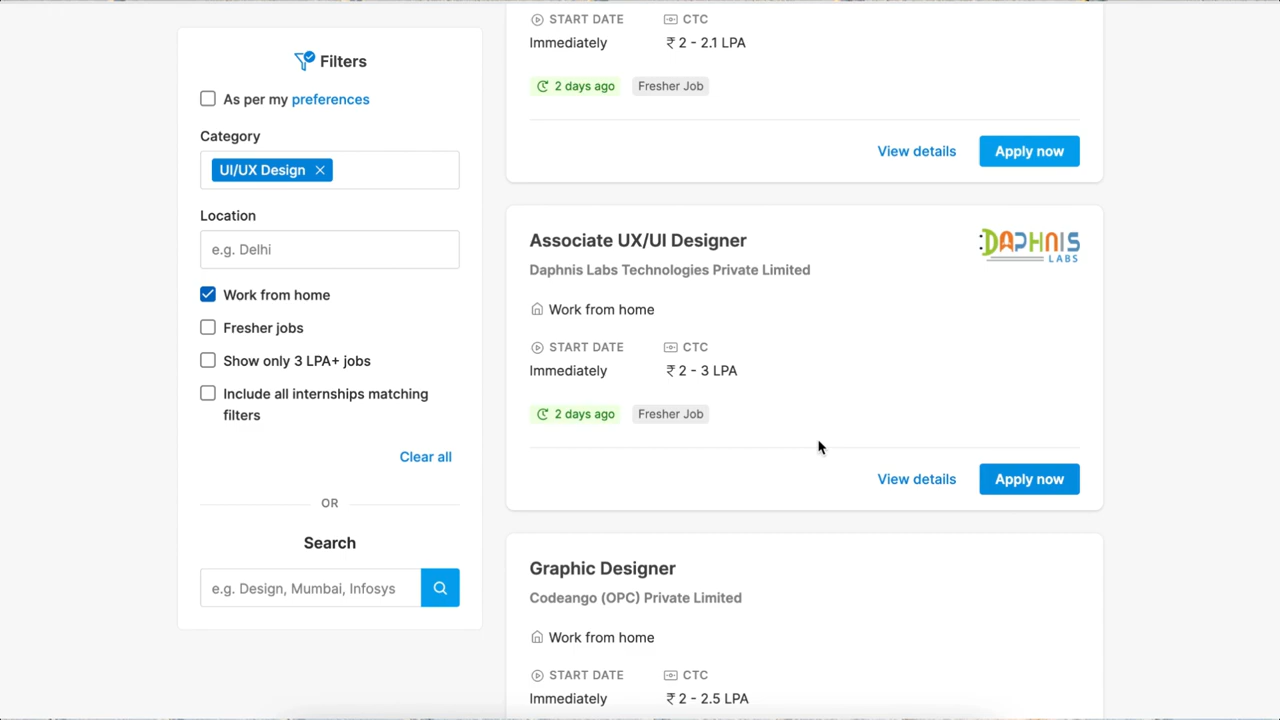 Filters
As per my preferences
Category
UI/UX Design
Location
e.g. Delhi
Work from home
Fresher jobs
Show only 3 LPA+ jobs
Include all internships matching
filters
Clear all
OR
Search
e.g. Design, Mumbai, Infosys
START DATE CTC
Immediately ₹ 2 - 2.1 LPA
2 days ago Fresher Job
View details Apply now
Associate UX/UI Designer
DAPHNIS
LABS
Daphnis Labs Technologies Private Limited
Work from home
START DATE CTC
Immediately ₹ 2 - 3 LPA
2 days ago Fresher Job
View details Apply now
Graphic Designer
Codeango (OPC) Private Limited
Work from home
START DATE CTC
Immediately ₹ 2 - 2.5 LPA